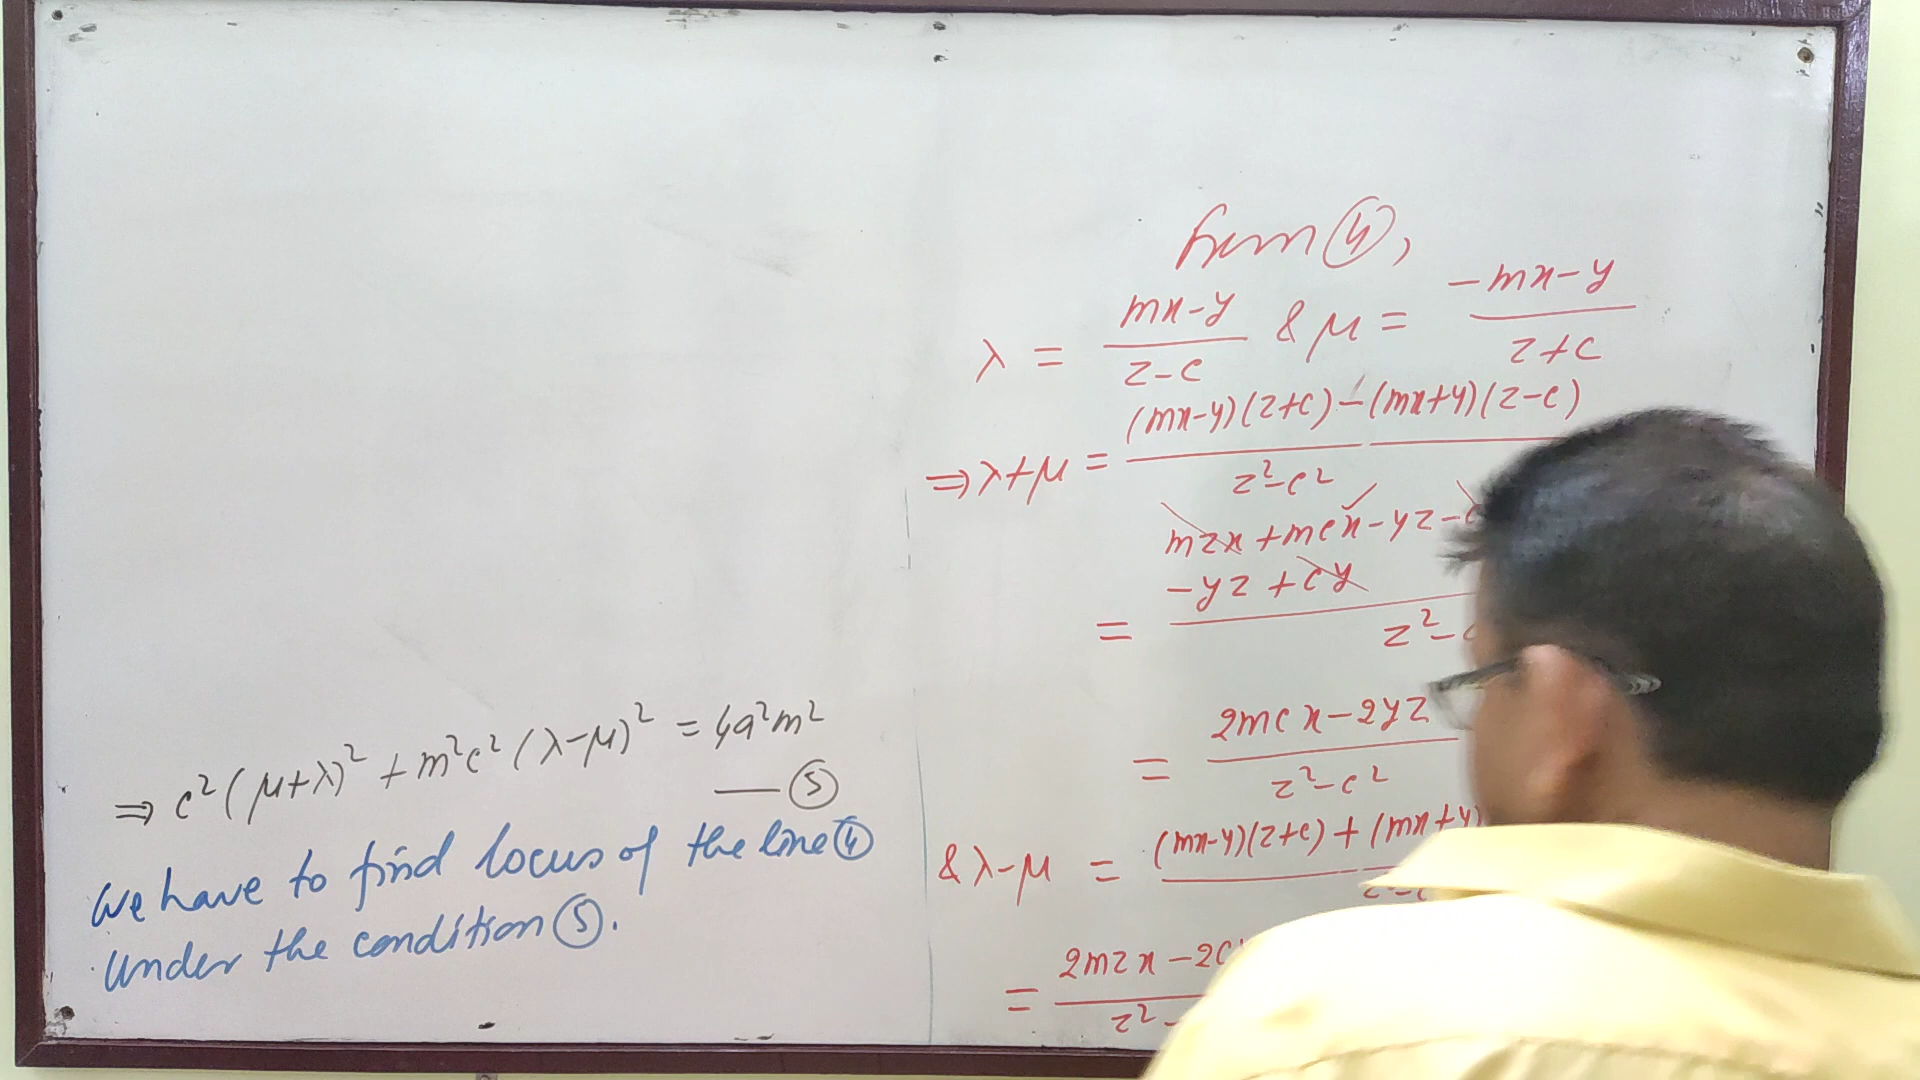 ⇒ c²(μ+λ)² + m²c²(λ-μ)² = 4a²m²
— ⑤
We have to find locus of the line ④
under the condition ⑤.
from ④,
λ = (mx-y)/(z-c) & μ = (-mx-y)/(z+c)
⇒ λ+μ = ((mx-y)(z+c) - (mx+y)(z-c))/(z²-c²)
mzx + mcx - yz -
- yz + cy
= z²-
= (2mcx - 2yz)/(z²-c²)
& λ-μ = (mx-y)(z+c) + (mx+y)
= 2mzx - 2c
z²-